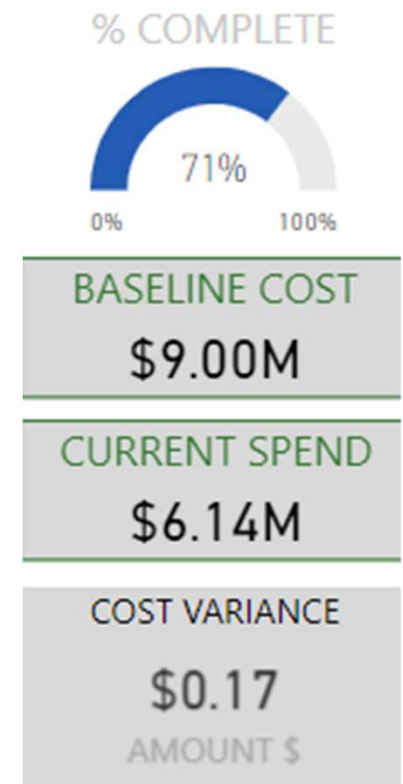 % COMPLETE
71%
0% 100%
BASELINE COST
$9.00M
CURRENT SPEND
$6.14M
COST VARIANCE
$0.17
AMOUNT $